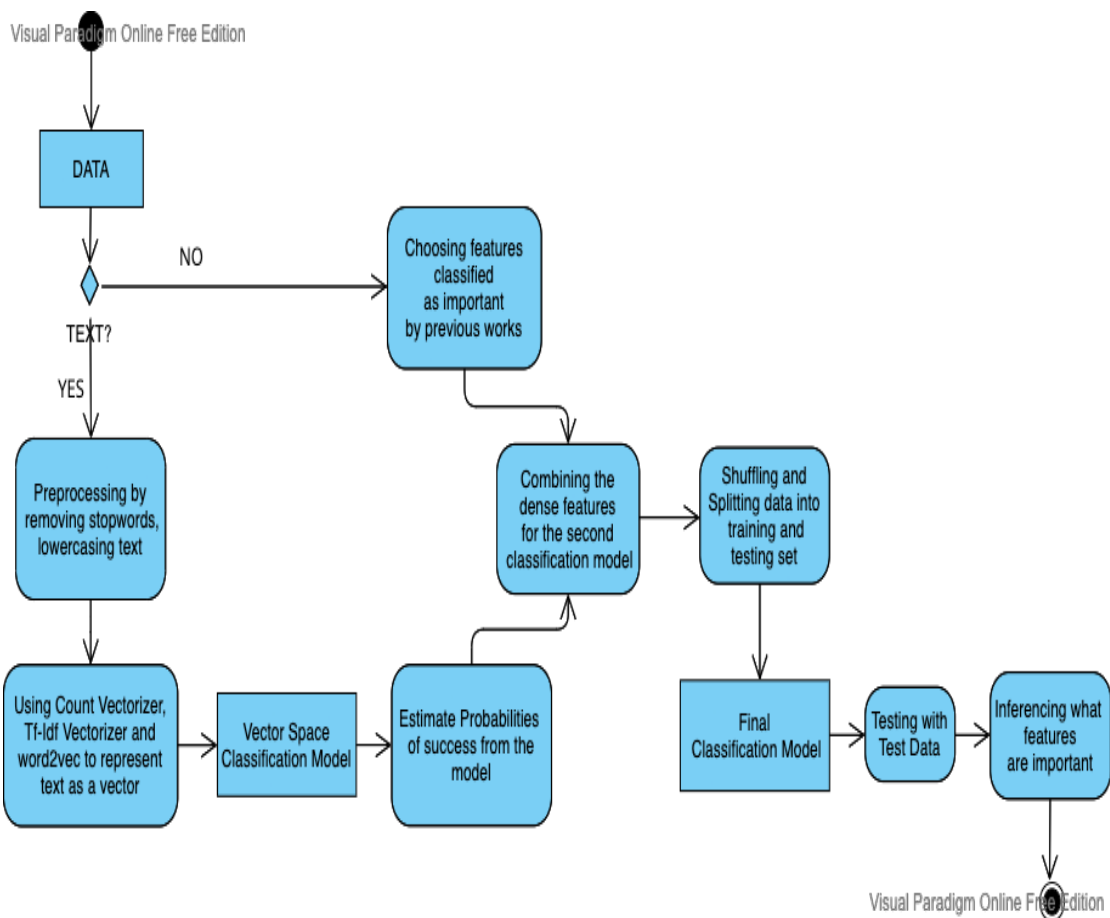 Visual Paradigm Online Free Edition
DATA
NO
TEXT?
YES
Choosing features
classified
as important
by previous works
Preprocessing by
removing stopwords,
lowercasing text
Combining the
dense features
for the second
classification model
Shuffling and
Splitting data into
training and
testing set
Using Count Vectorizer,
Tf-Idf Vectorizer and
word2vec to represent
text as a vector
Vector Space
Classification Model
Estimate Probabilities
of success from the
model
Final
Classification Model
Testing with
Test Data
Inferencing what
features
are important
Visual Paradigm Online Free Edition